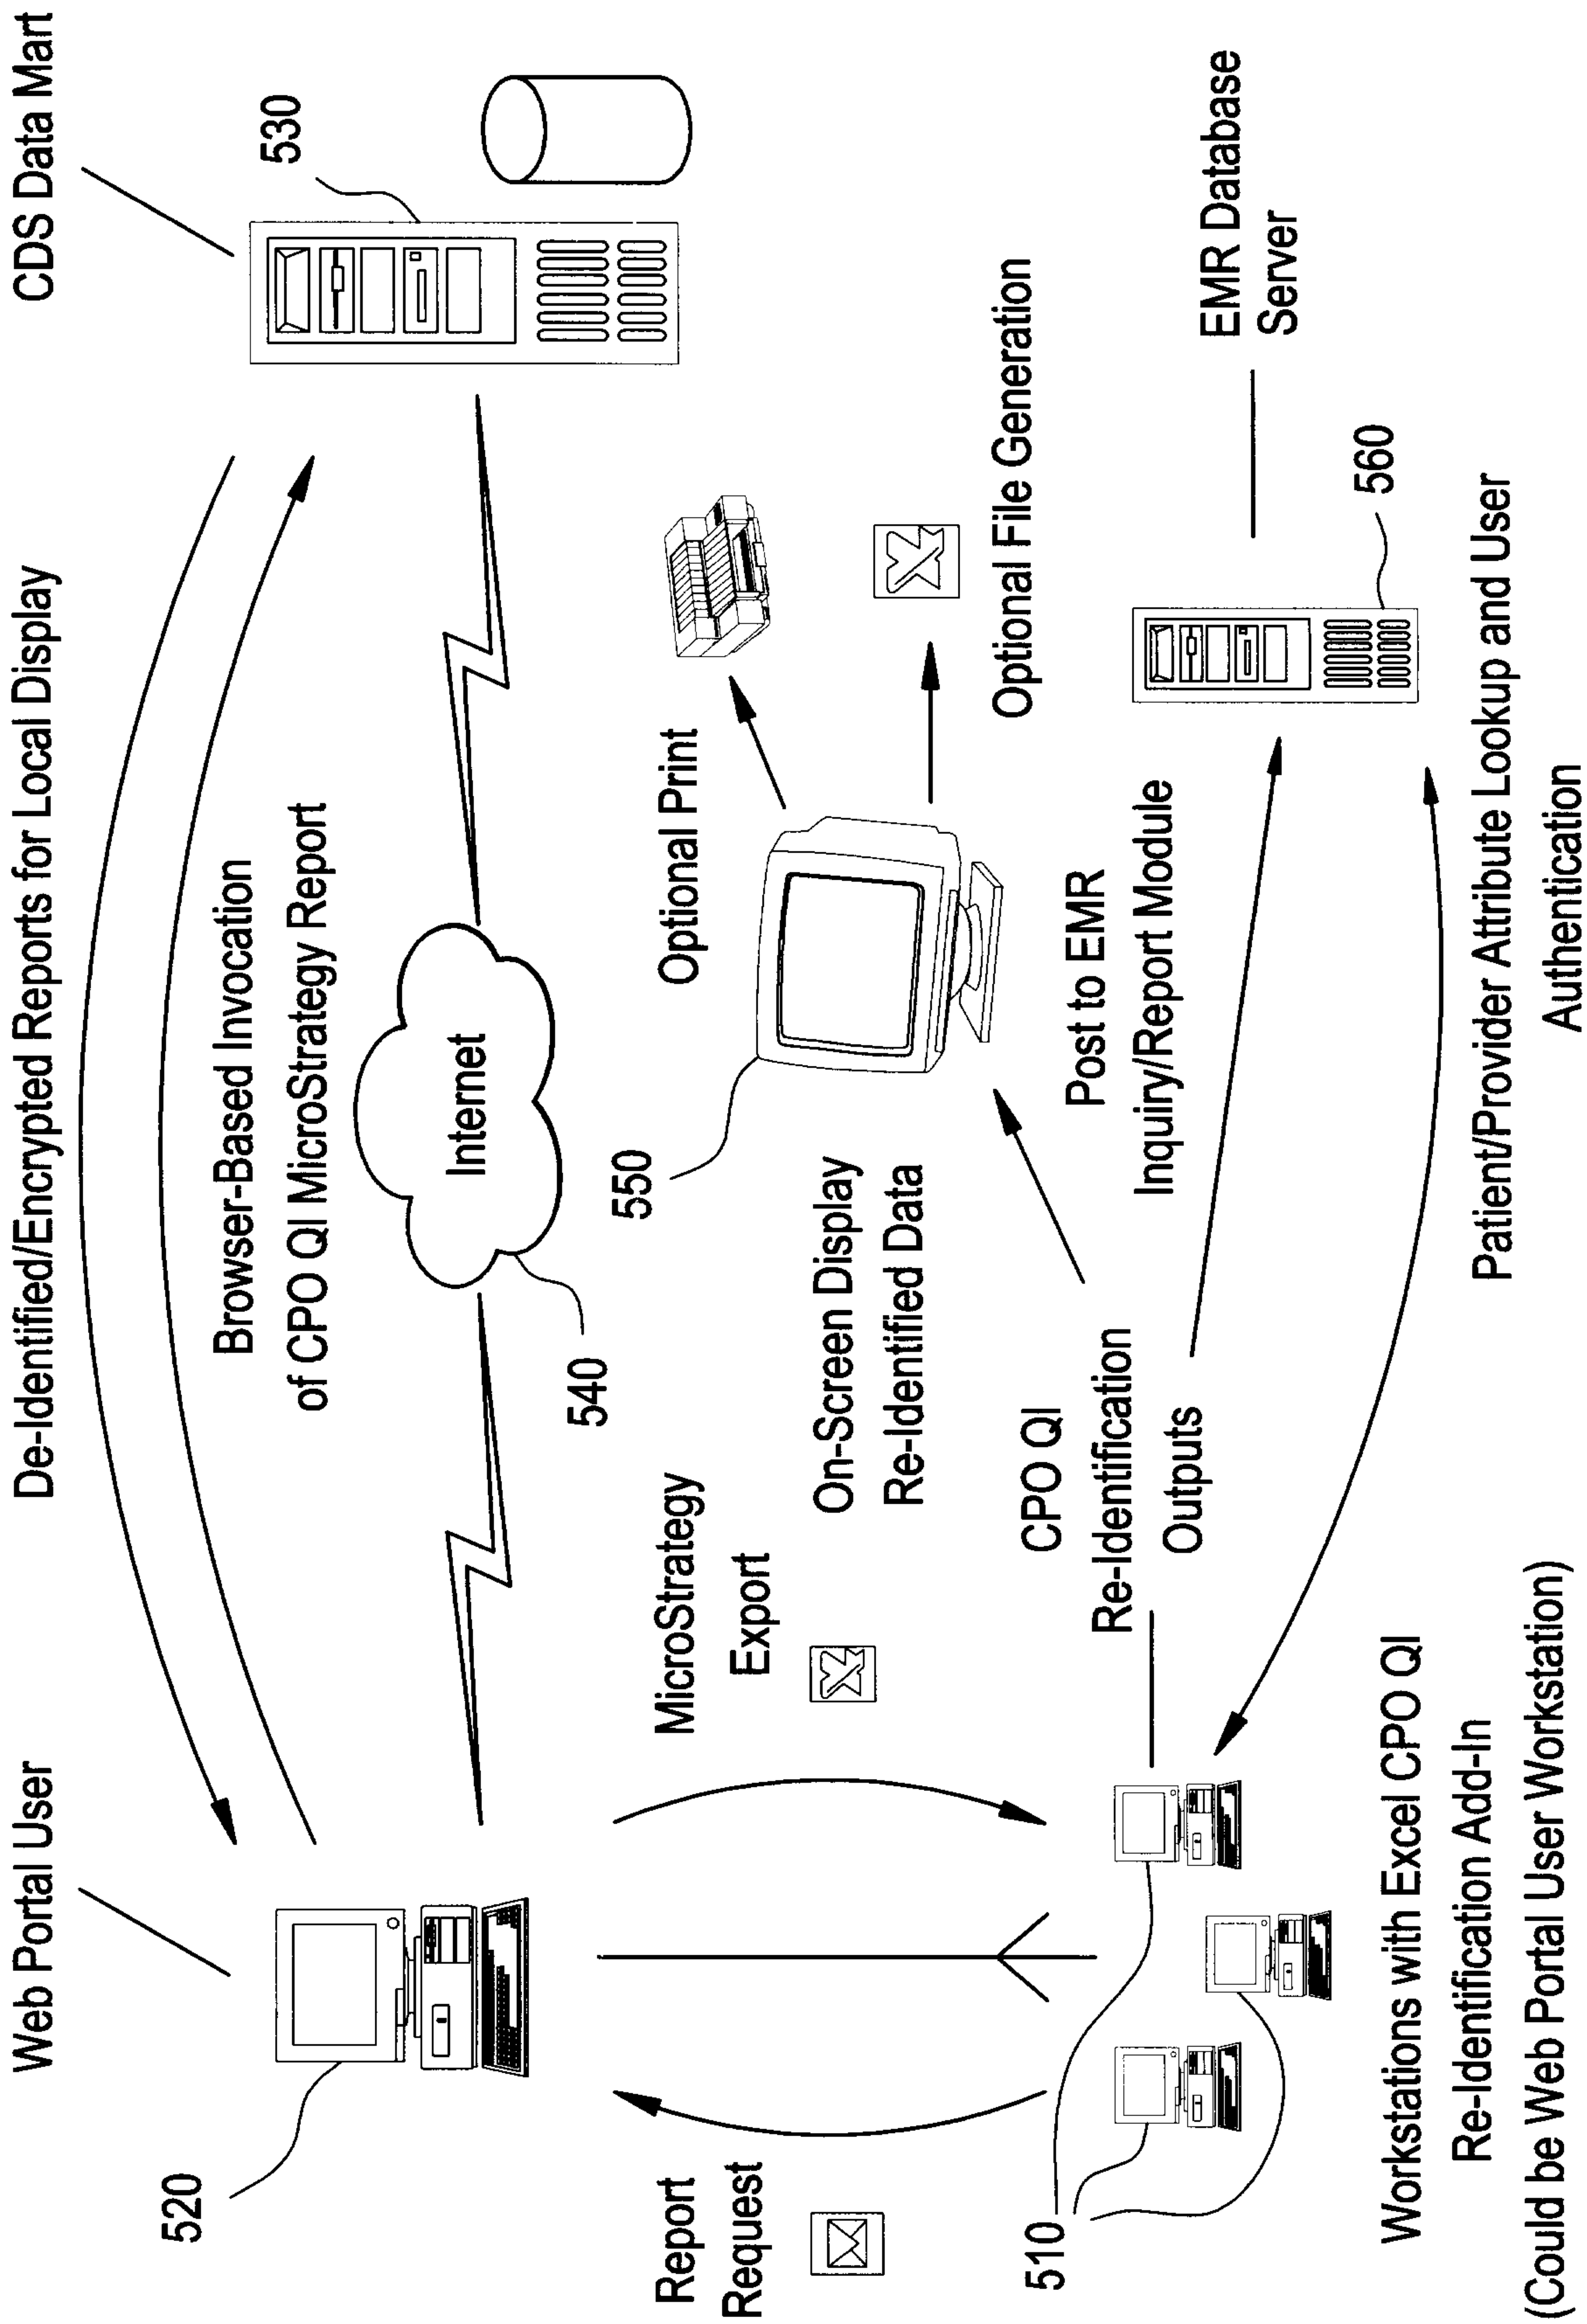 Web Portal User
De-Identified/Encrypted Reports for Local Display
CDS Data Mart
520
Browser-Based Invocation
of CPO QI MicroStrategy Report
530
Internet
540
Report
Request
MicroStrategy
Export
550
Optional Print
On-Screen Display
Re-Identified Data
Optional File Generation
510
CPO QI
Re-Identification
Outputs
Post to EMR
Inquiry/Report Module
EMR Database
Server
560
Workstations with Excel CPO QI
Re-Identification Add-In
(Could be Web Portal User Workstation)
Patient/Provider Attribute Lookup and User
Authentication